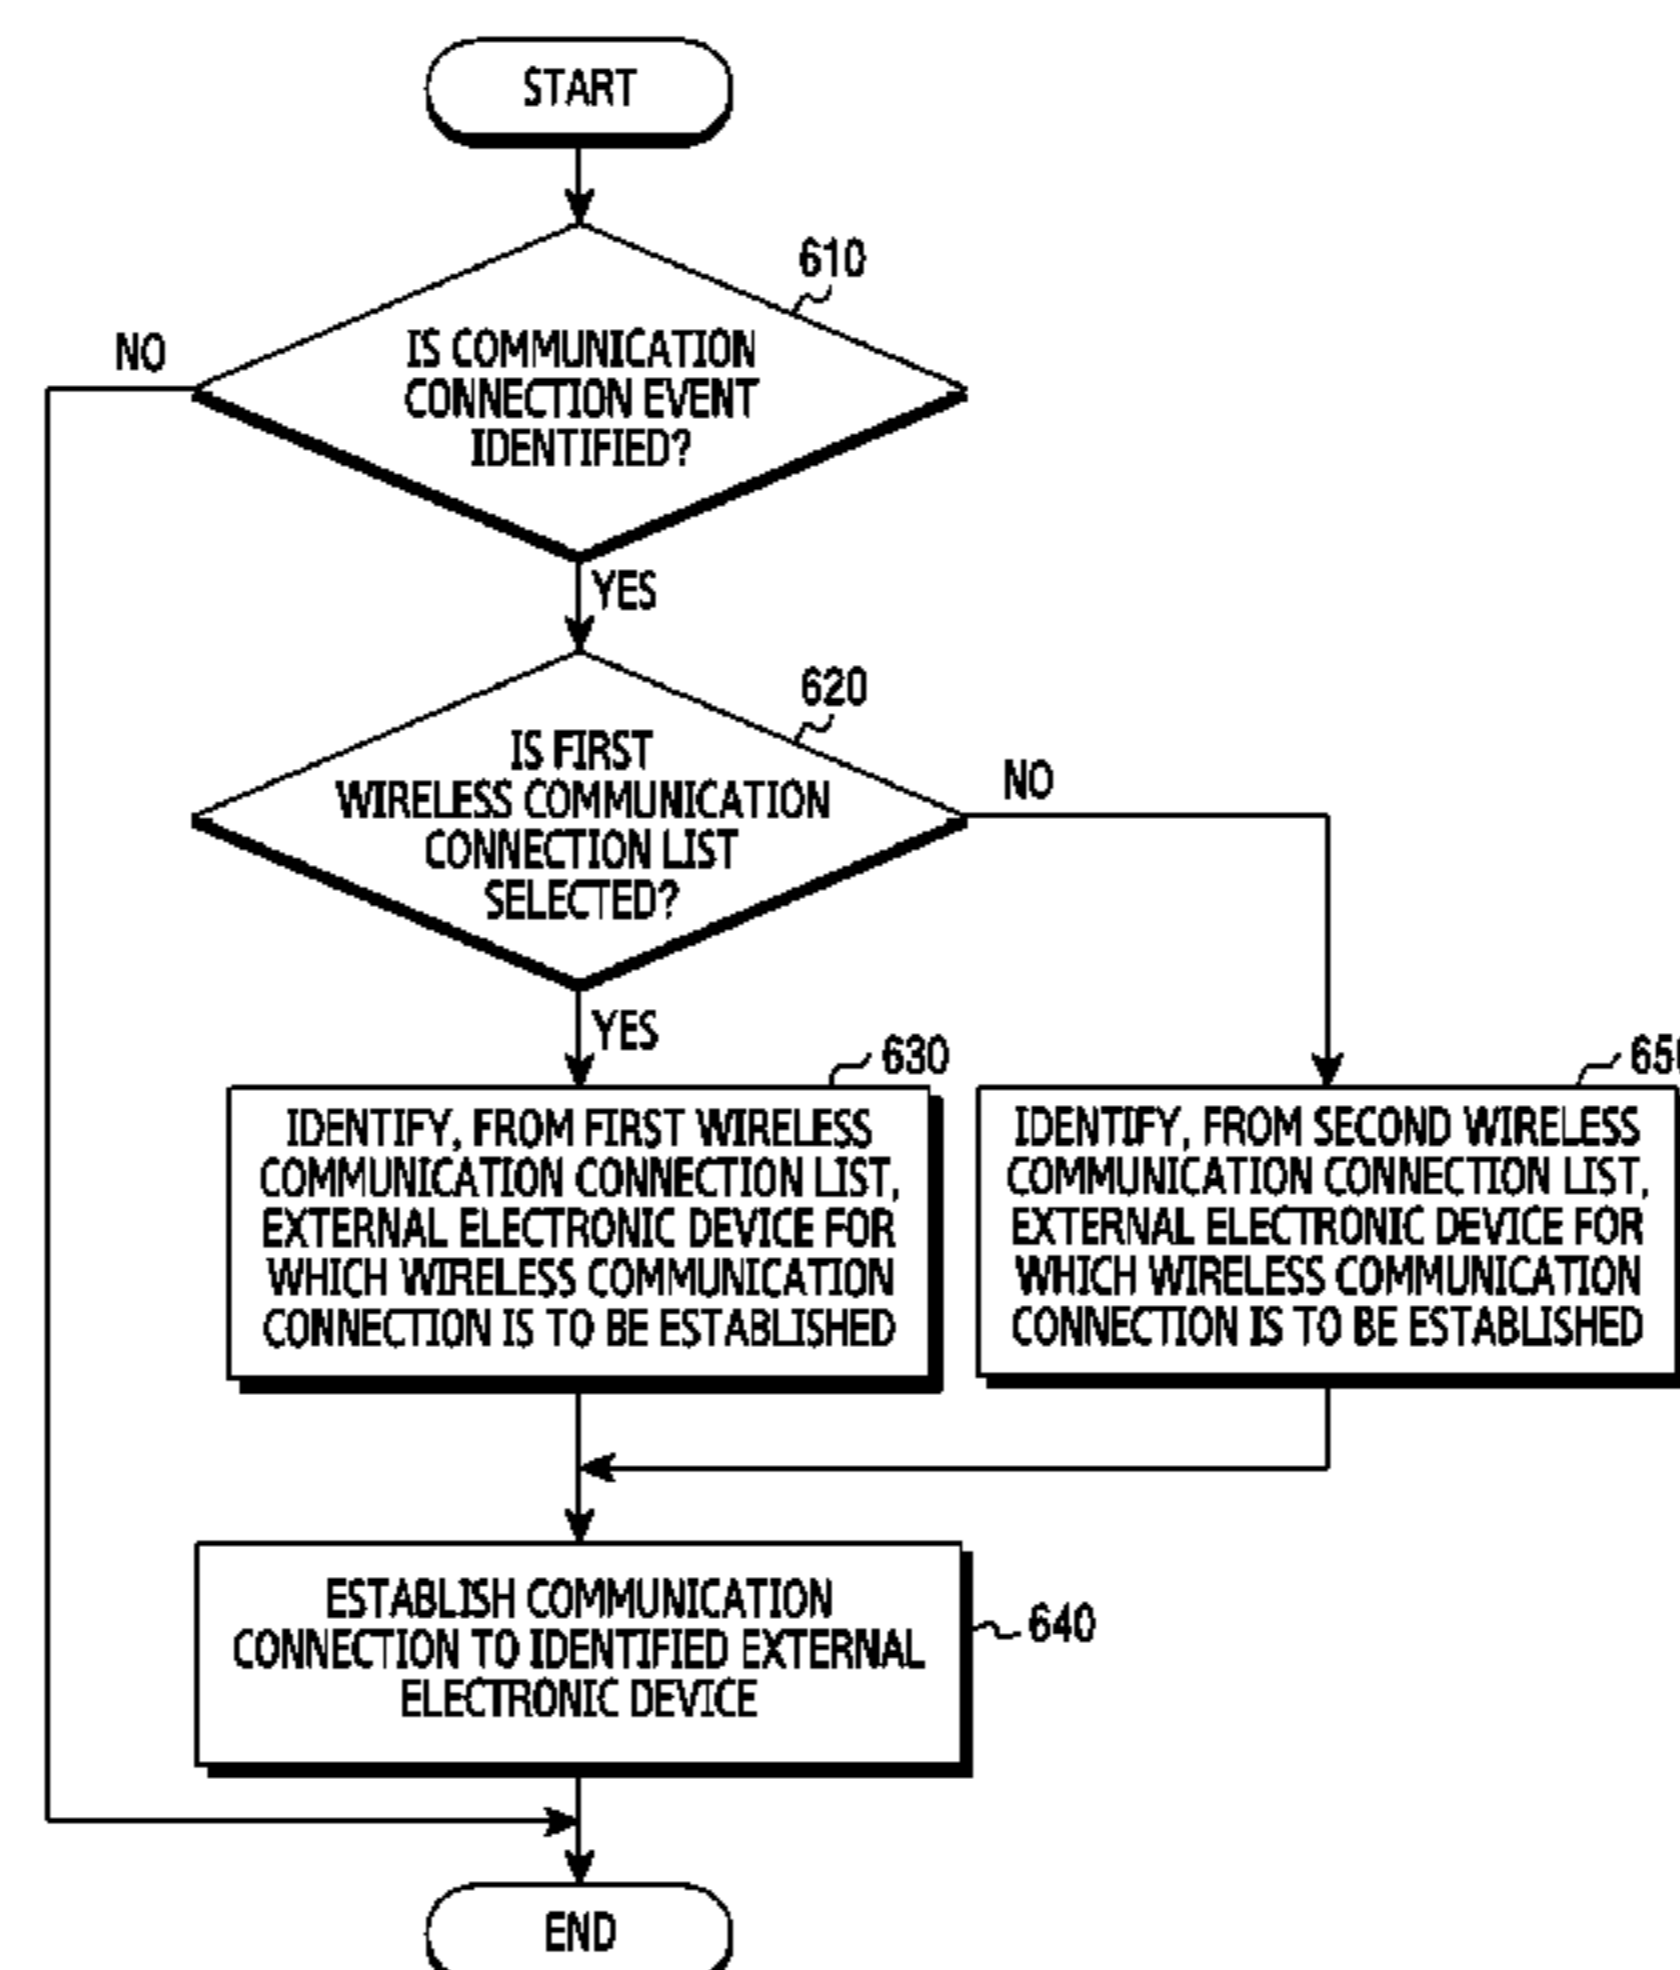 START
610
NO
IS COMMUNICATION
CONNECTION EVENT
IDENTIFIED?
YES
620
IS FIRST
WIRELESS COMMUNICATION
CONNECTION LIST
SELECTED?
NO
YES
630
IDENTIFY, FROM FIRST WIRELESS
COMMUNICATION CONNECTION LIST,
EXTERNAL ELECTRONIC DEVICE FOR
WHICH WIRELESS COMMUNICATION
CONNECTION IS TO BE ESTABLISHED
IDENTIFY, FROM SECOND WIRELESS
COMMUNICATION CONNECTION LIST,
EXTERNAL ELECTRONIC DEVICE FOR
WHICH WIRELESS COMMUNICATION
CONNECTION IS TO BE ESTABLISHED
ESTABLISH COMMUNICATION
CONNECTION TO IDENTIFIED EXTERNAL
ELECTRONIC DEVICE
640
END